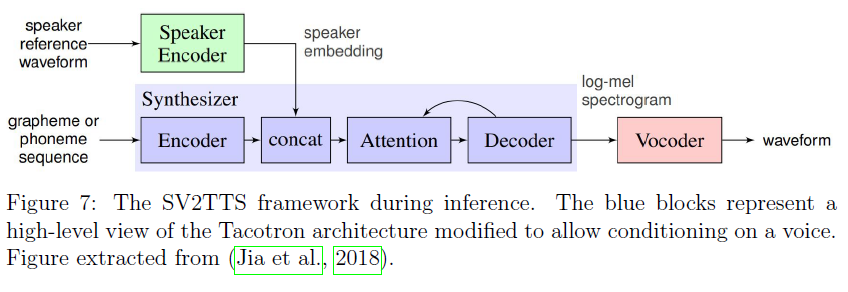 speaker
reference
waveform
Speaker
Encoder
speaker
embedding
Synthesizer
log-mel
spectrogram
grapheme or
phoneme
sequence
Encoder
concat
Attention
Decoder
Vocoder
waveform
Figure 7: The SV2TTS framework during inference. The blue blocks represent a
high-level view of the Tacotron architecture modified to allow conditioning on a voice.
Figure extracted from (Jia et al., 2018).